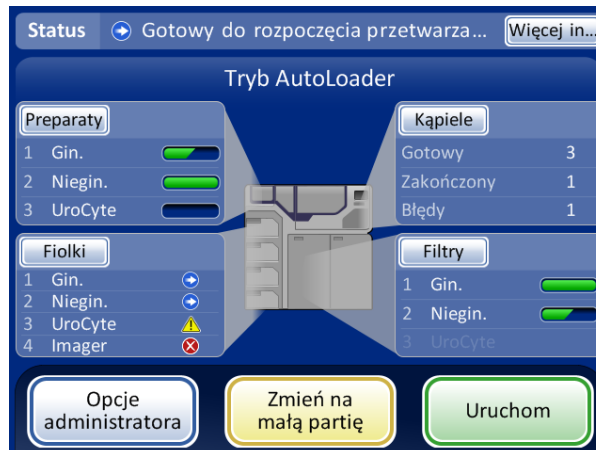 Status Gotowy do rozpoczęcia przetwarza... Więcej in...
Tryb AutoLoader
Preparaty
1 Gin.
2 Niegin.
3 UroCyte
Kąpiele
Gotowy 3
Zakończony 1
Błędy 1
Fiolki
1 Gin.
2 Niegin.
3 UroCyte
4 Imager
Filtry
1 Gin.
2 Niegin.
3 UroCyte
Opcje
administratora
Zmień na
małą partię
Uruchom